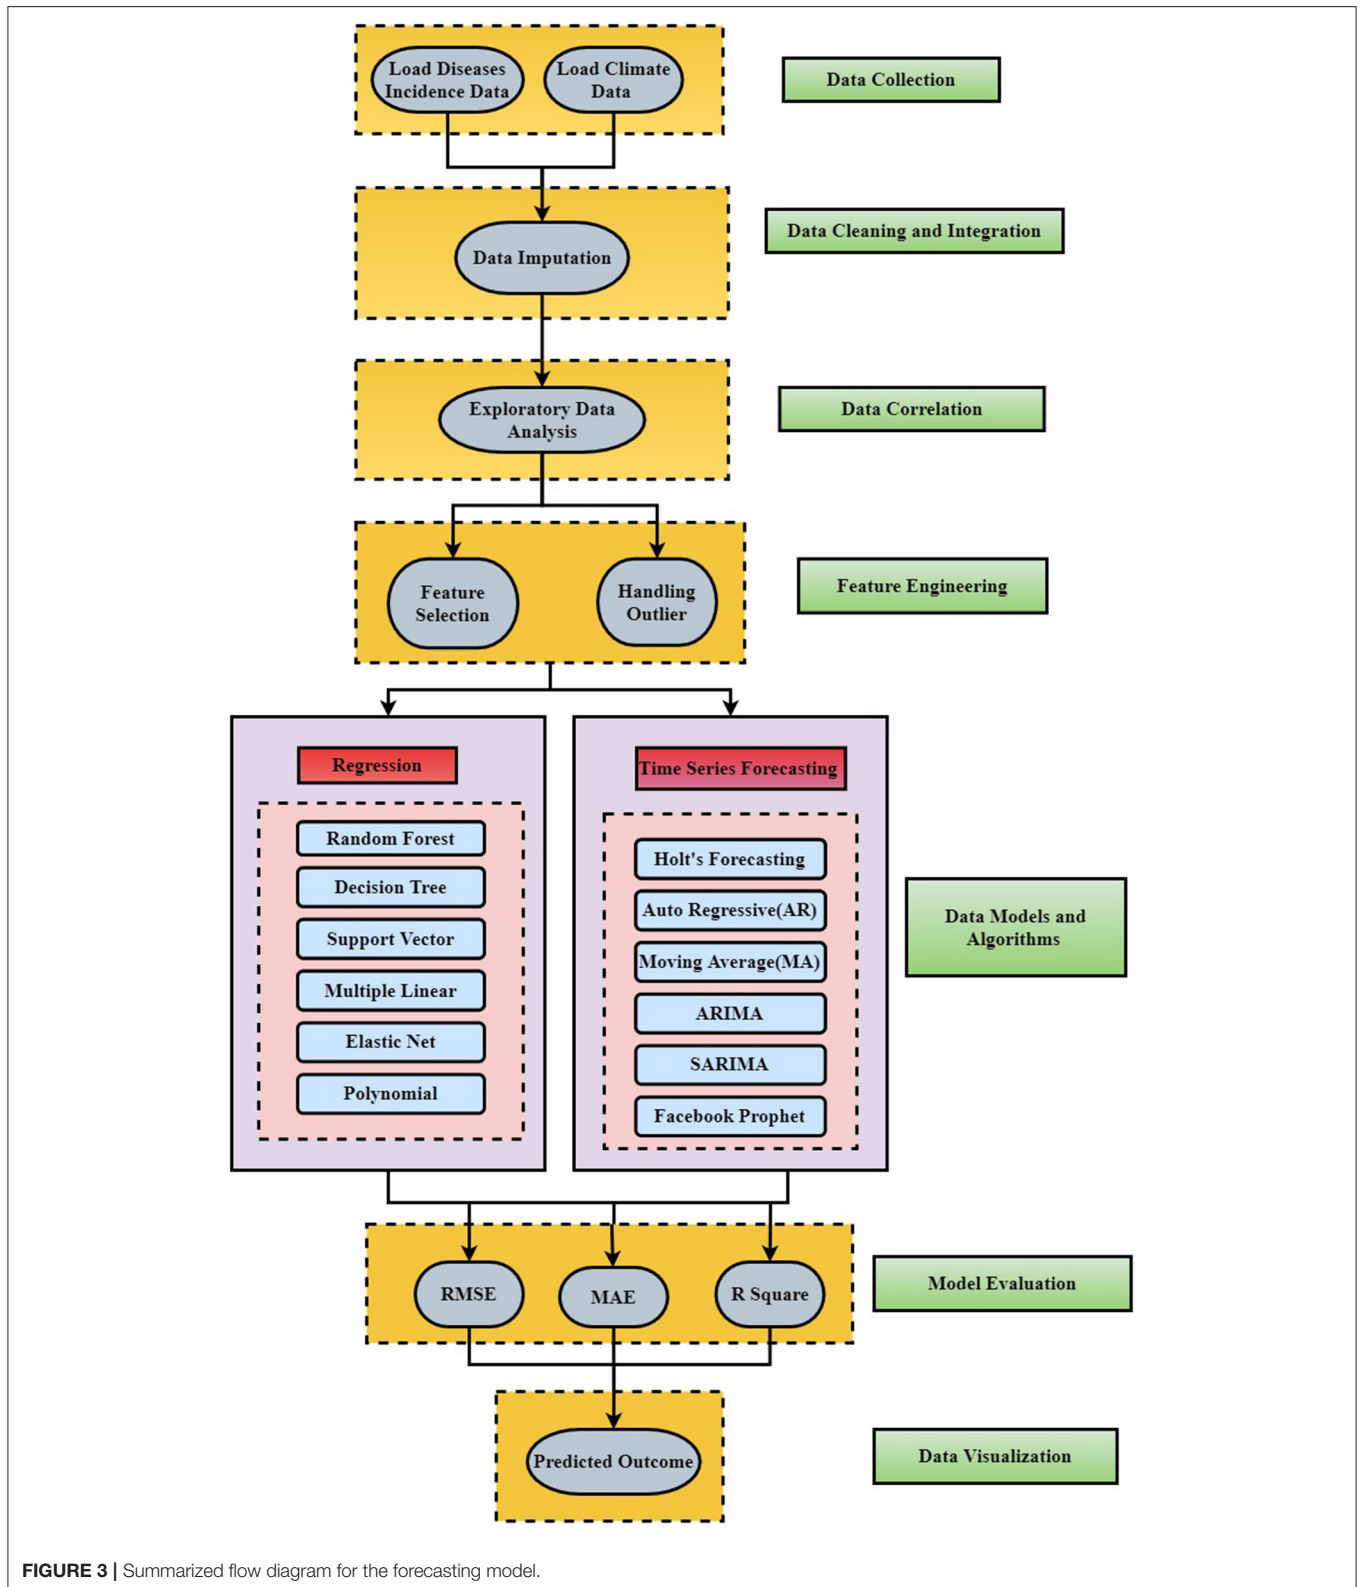 Load Diseases
Incidence Data
Load Climate
Data
Data Collection
Data Cleaning and Integration
Data Imputation
Exploratory Data
Analysis
Data Correlation
Feature
Selection
Handling
Outlier
Feature Engineering
Regression
Random Forest
Decision Tree
Support Vector
Multiple Linear
Elastic Net
Polynomial
Time Series Forecasting
Holt's Forecasting
Auto Regressive(AR)
Moving Average(MA)
ARIMA
SARIMA
Facebook Prophet
Data Models and
Algorithms
RMSE
MAE
R Square
Model Evaluation
Predicted Outcome
Data Visualization
FIGURE 3 | Summarized flow diagram for the forecasting model.